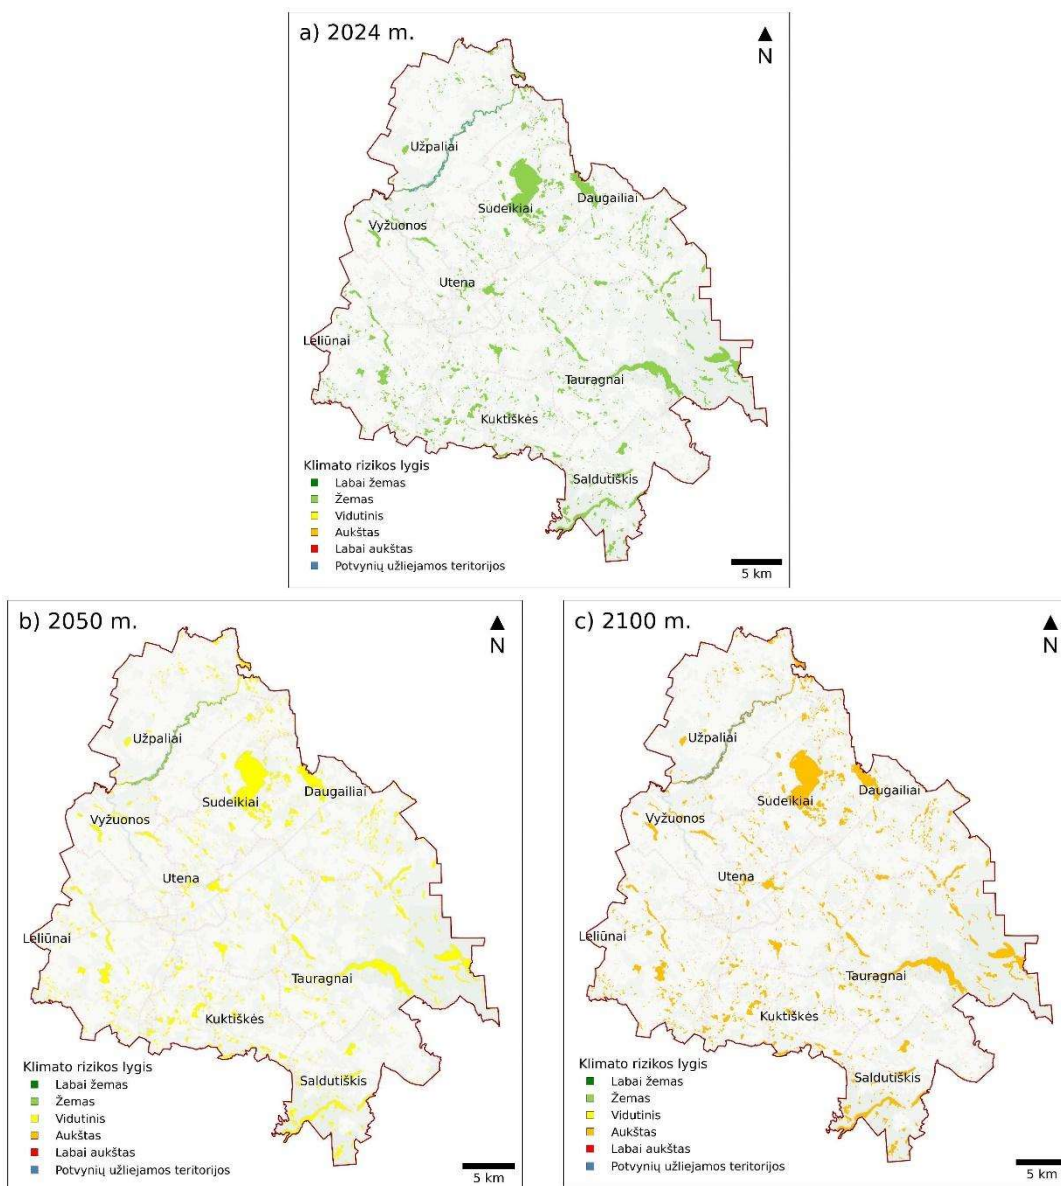 a) 2024 m.
N
Užpaliai
Daugailiai
Sudeikiai
Vyžuonos
Utena
Leliūnai
Tauragnai
Kuktiškės
Saldutiškis
Klimato rizikos lygis
Labai žemas
Žemas
Vidutinis
Aukštas
Labai aukštas
Potvynių užliejamos teritorijos
5 km
b) 2050 m.
N
Užpaliai
Daugailiai
Sudeikiai
Vyžuonos
Utena
Leliūnai
Tauragnai
Kuktiškės
Saldutiškis
Klimato rizikos lygis
Labai žemas
Žemas
Vidutinis
Aukštas
Labai aukštas
Potvynių užliejamos teritorijos
5 km
c) 2100 m.
N
Užpaliai
Daugailiai
Sudeikiai
Vyžuonos
Utena
Leliūnai
Tauragnai
Kuktiškės
Saldutiškis
Klimato rizikos lygis
Labai žemas
Žemas
Vidutinis
Aukštas
Labai aukštas
Potvynių užliejamos teritorijos
5 km